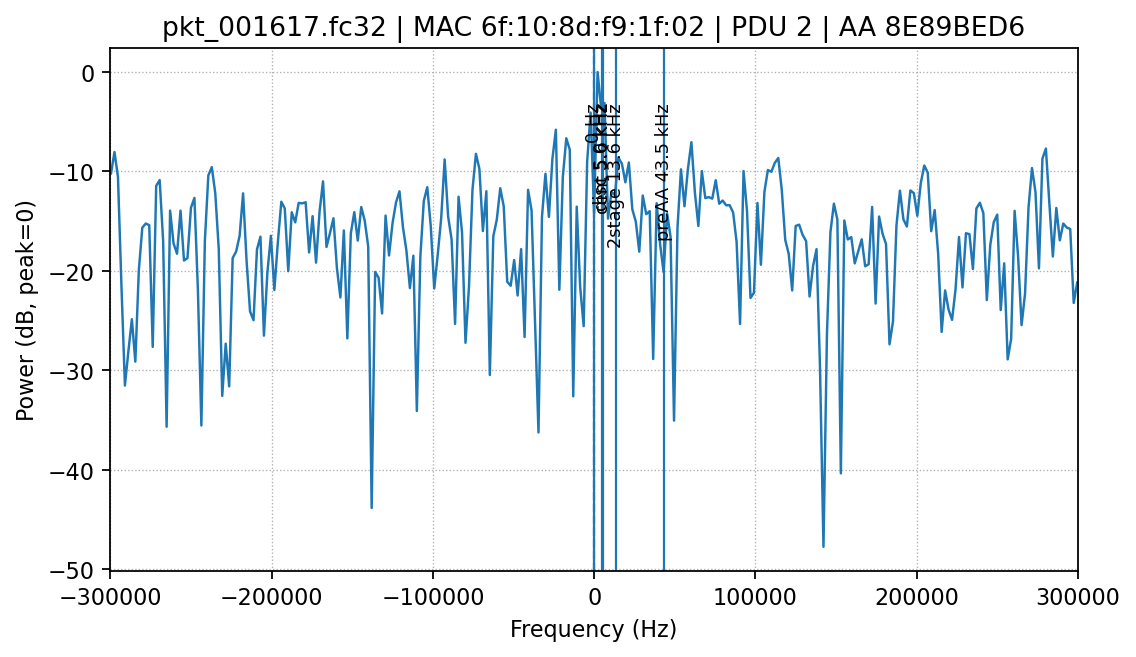 pkt_001617.fc32 | MAC 6f:10:8d:f9:1f:02 | PDU 2 | AA 8E89BED6
Power (dB, peak=0)
0
−10
−20
−30
−40
−50
0 Hz
2stage 13.6 kHz
preAA 43.5 kHz
−300000
−200000
−100000
0
100000
200000
300000
Frequency (Hz)